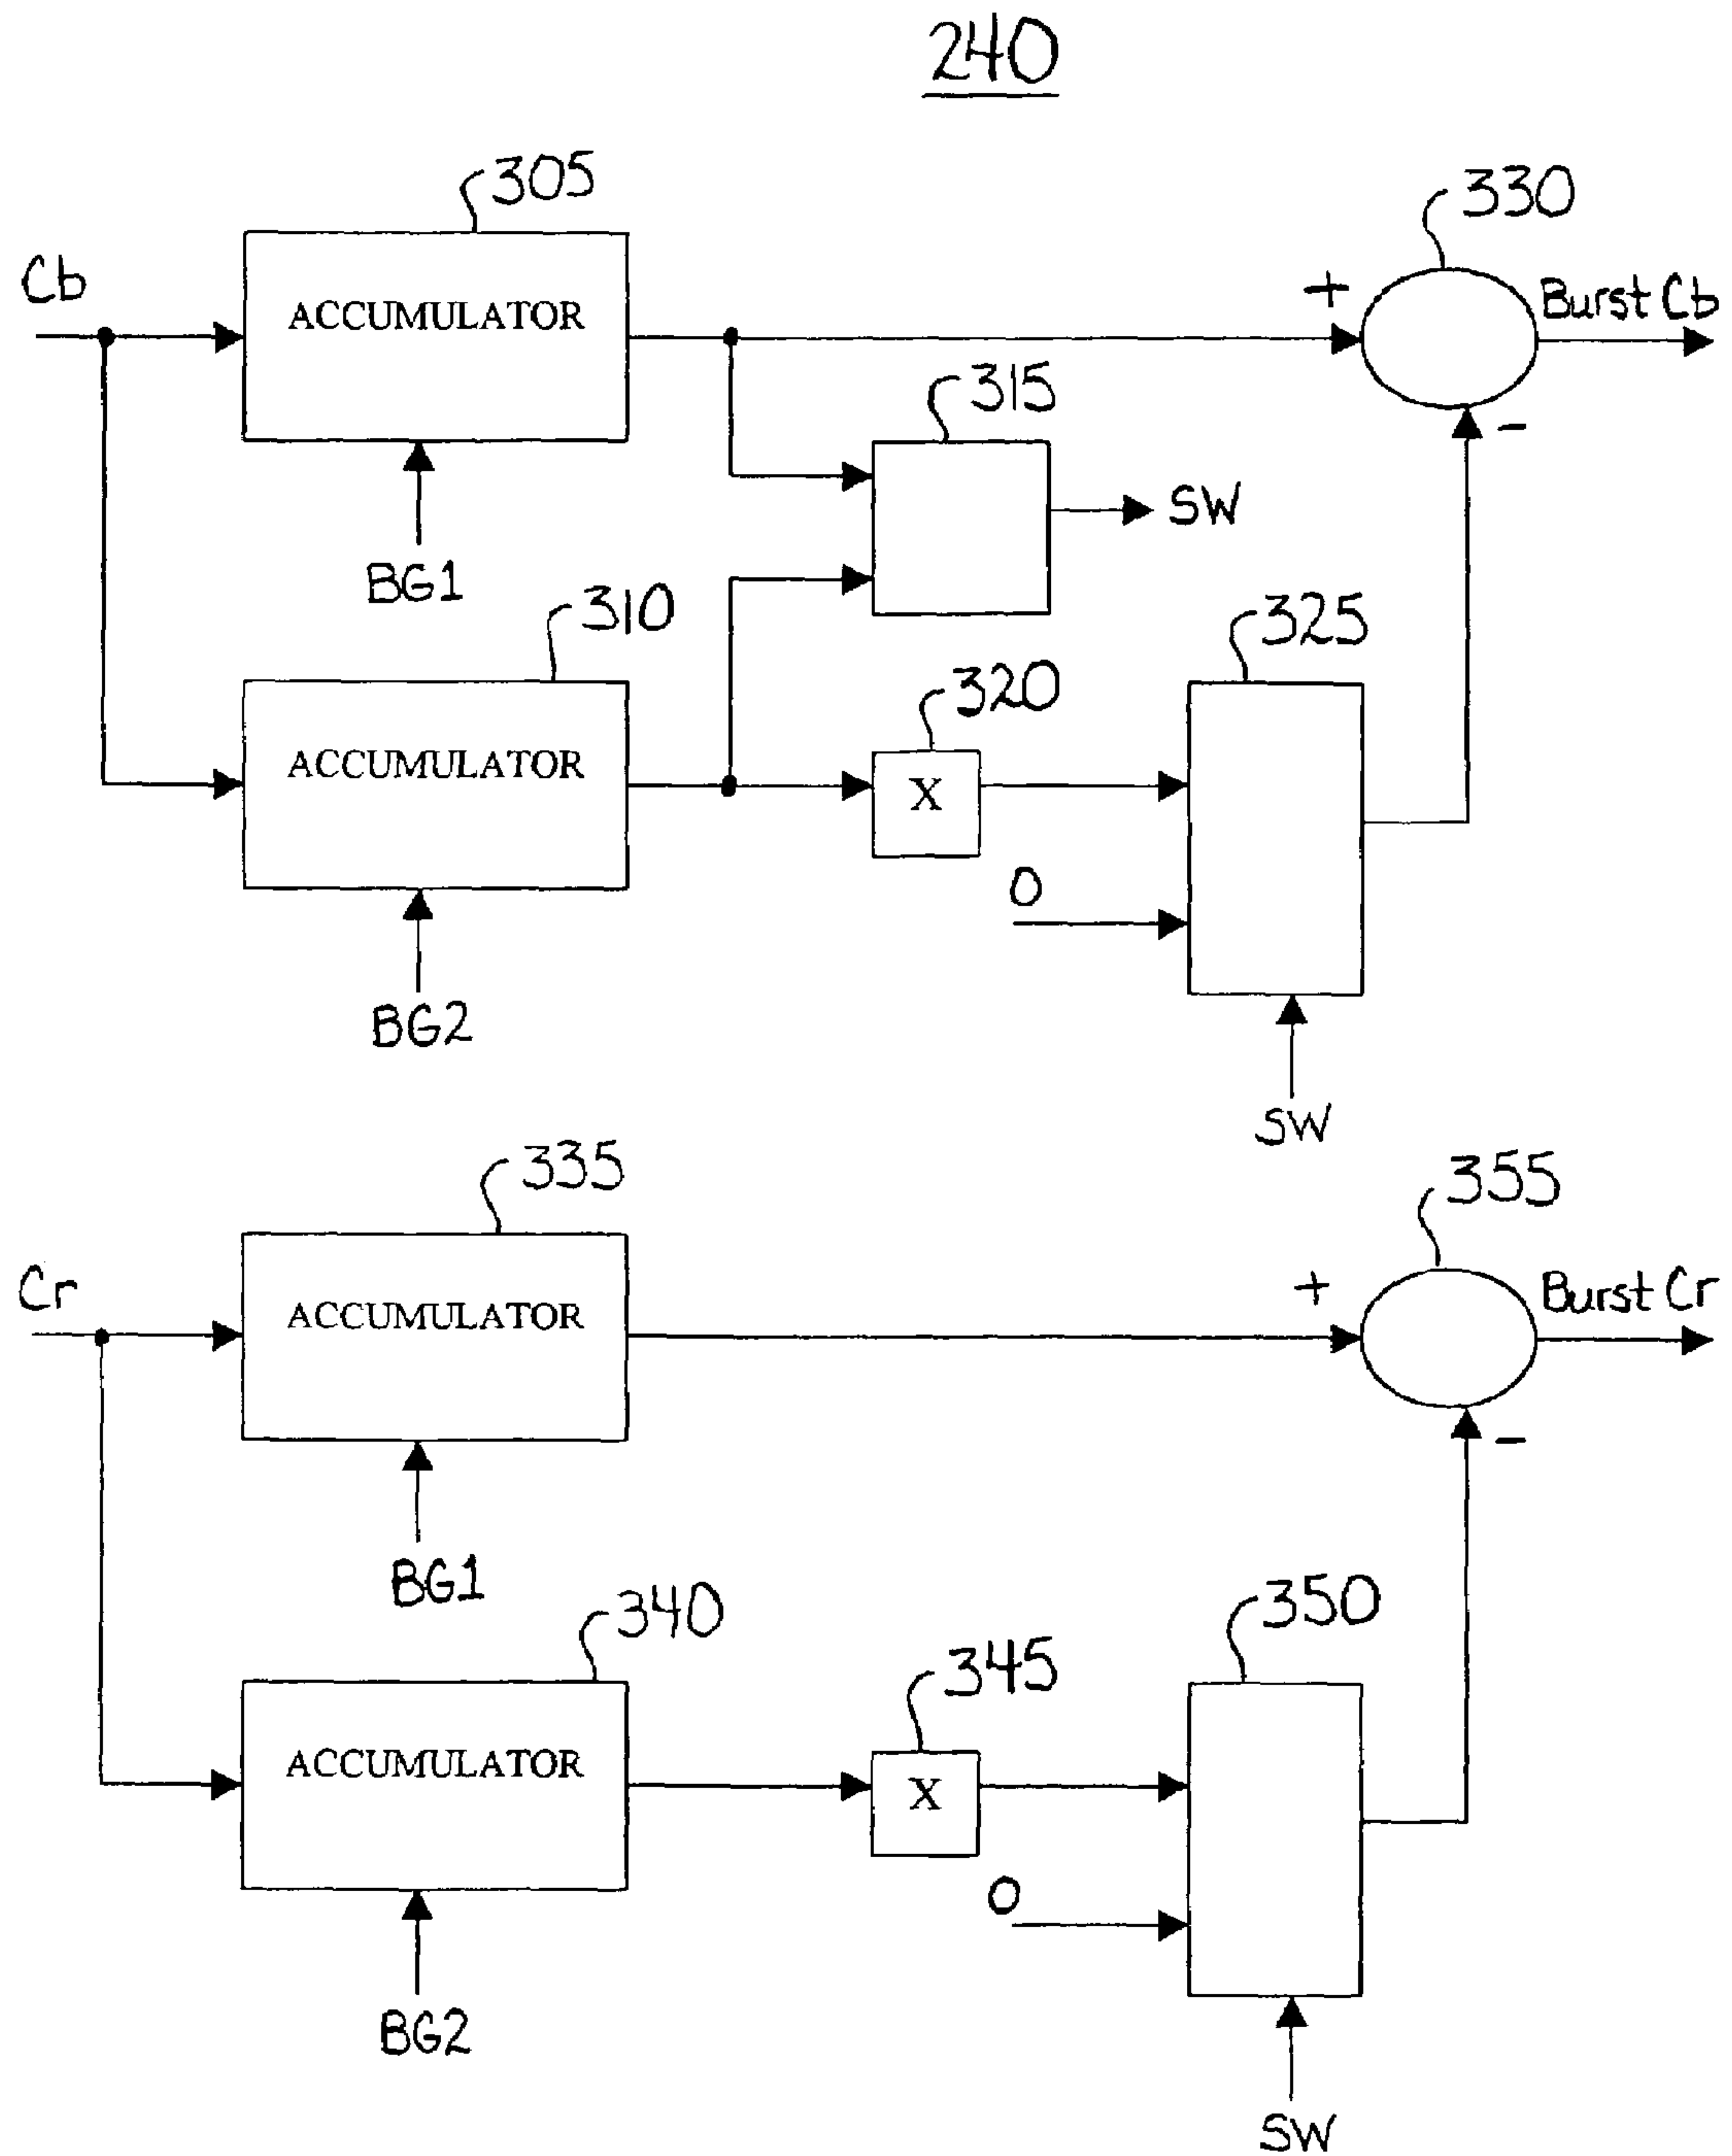 240
305
330
Cb
ACCUMULATOR
+
Burst Cb
315
-
SW
BG1
310
325
320
ACCUMULATOR
X
0
BG2
SW
335
355
Cr
ACCUMULATOR
+
Burst Cr
-
BG1
340
350
345
ACCUMULATOR
X
0
BG2
SW